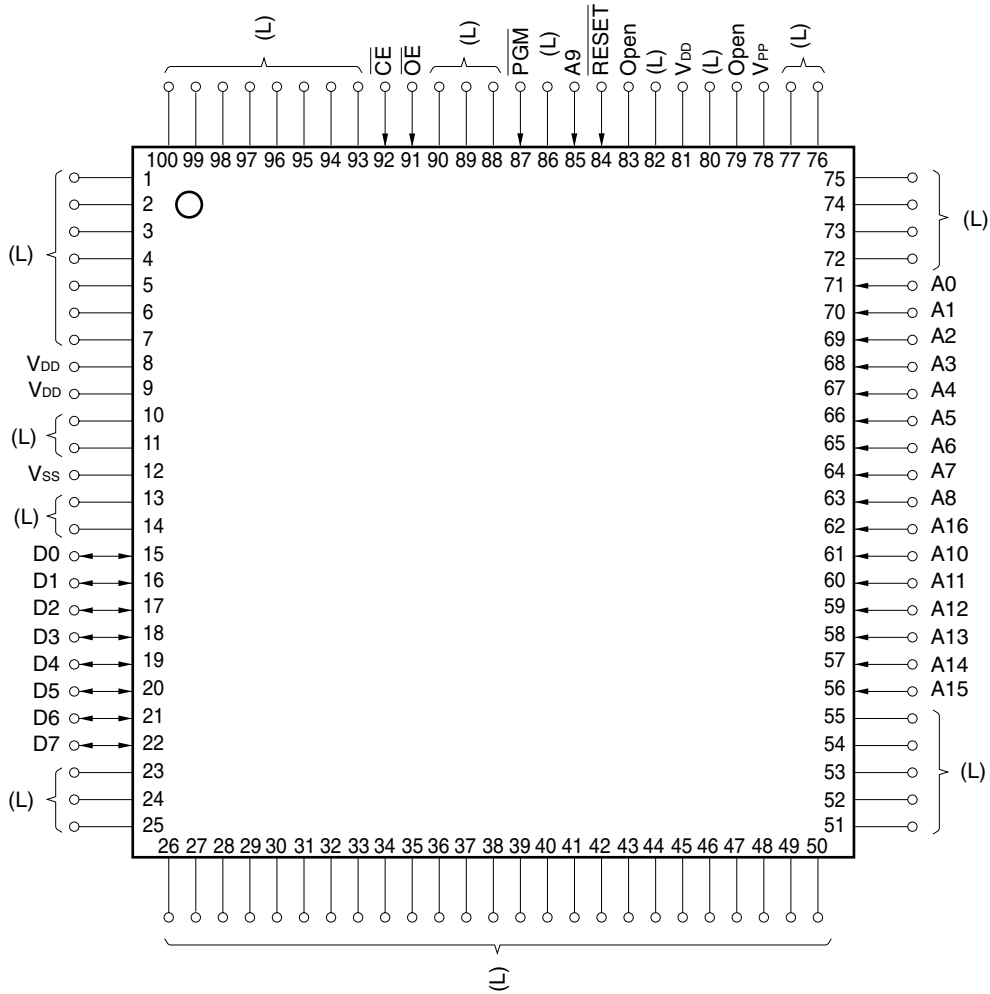 (L)
C̅E̅
O̅E̅
(L)
P̅G̅M̅
(L)
A9
R̅E̅S̅E̅T̅
Open
(L)
VDD
(L)
Open
VPP
(L)
100 99 98 97 96 95 94 93 92 91 90 89 88 87 86 85 84 83 82 81 80 79 78 77 76
(L)
1
2
3
4
5
6
7
VDD 8
VDD 9
(L)
10
11
VSS 12
(L)
13
14
D0 15
D1 16
D2 17
D3 18
D4 19
D5 20
D6 21
D7 22
(L)
23
24
25
75
74
73
72
(L)
71 A0
70 A1
69 A2
68 A3
67 A4
66 A5
65 A6
64 A7
63 A8
62 A16
61 A10
60 A11
59 A12
58 A13
57 A14
56 A15
55
54
53
52
51
(L)
26 27 28 29 30 31 32 33 34 35 36 37 38 39 40 41 42 43 44 45 46 47 48 49 50
(L)